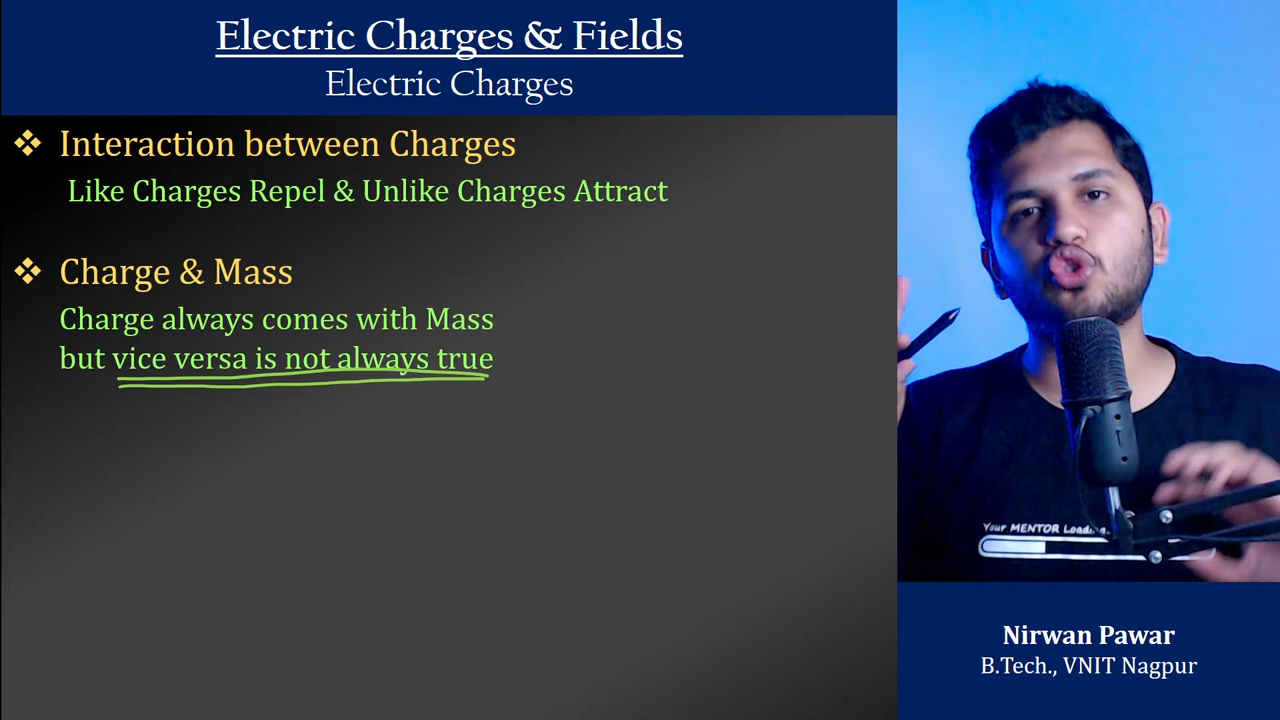 Electric Charges & Fields
Electric Charges
❖ Interaction between Charges
Like Charges Repel & Unlike Charges Attract
❖ Charge & Mass
Charge always comes with Mass
but vice versa is not always true
Your MENTOR
Nirwan Pawar
B.Tech., VNIT Nagpur